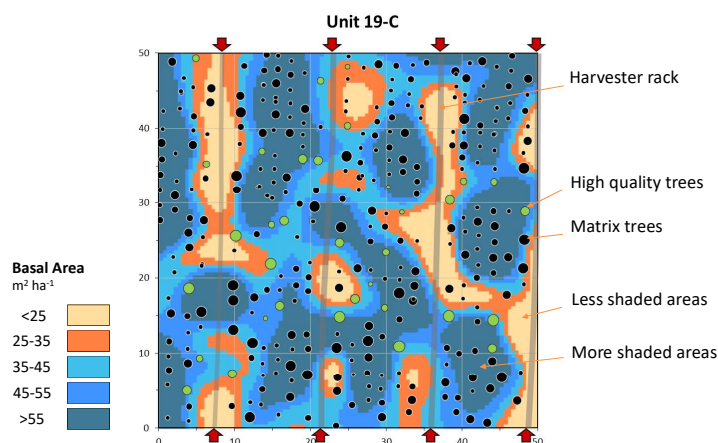 Unit 19-C
50
40
30
20
10
0
0
10
20
30
40
50
Harvester rack
High quality trees
Matrix trees
Less shaded areas
More shaded areas
Basal Area
m² ha⁻¹
<25
25-35
35-45
45-55
>55